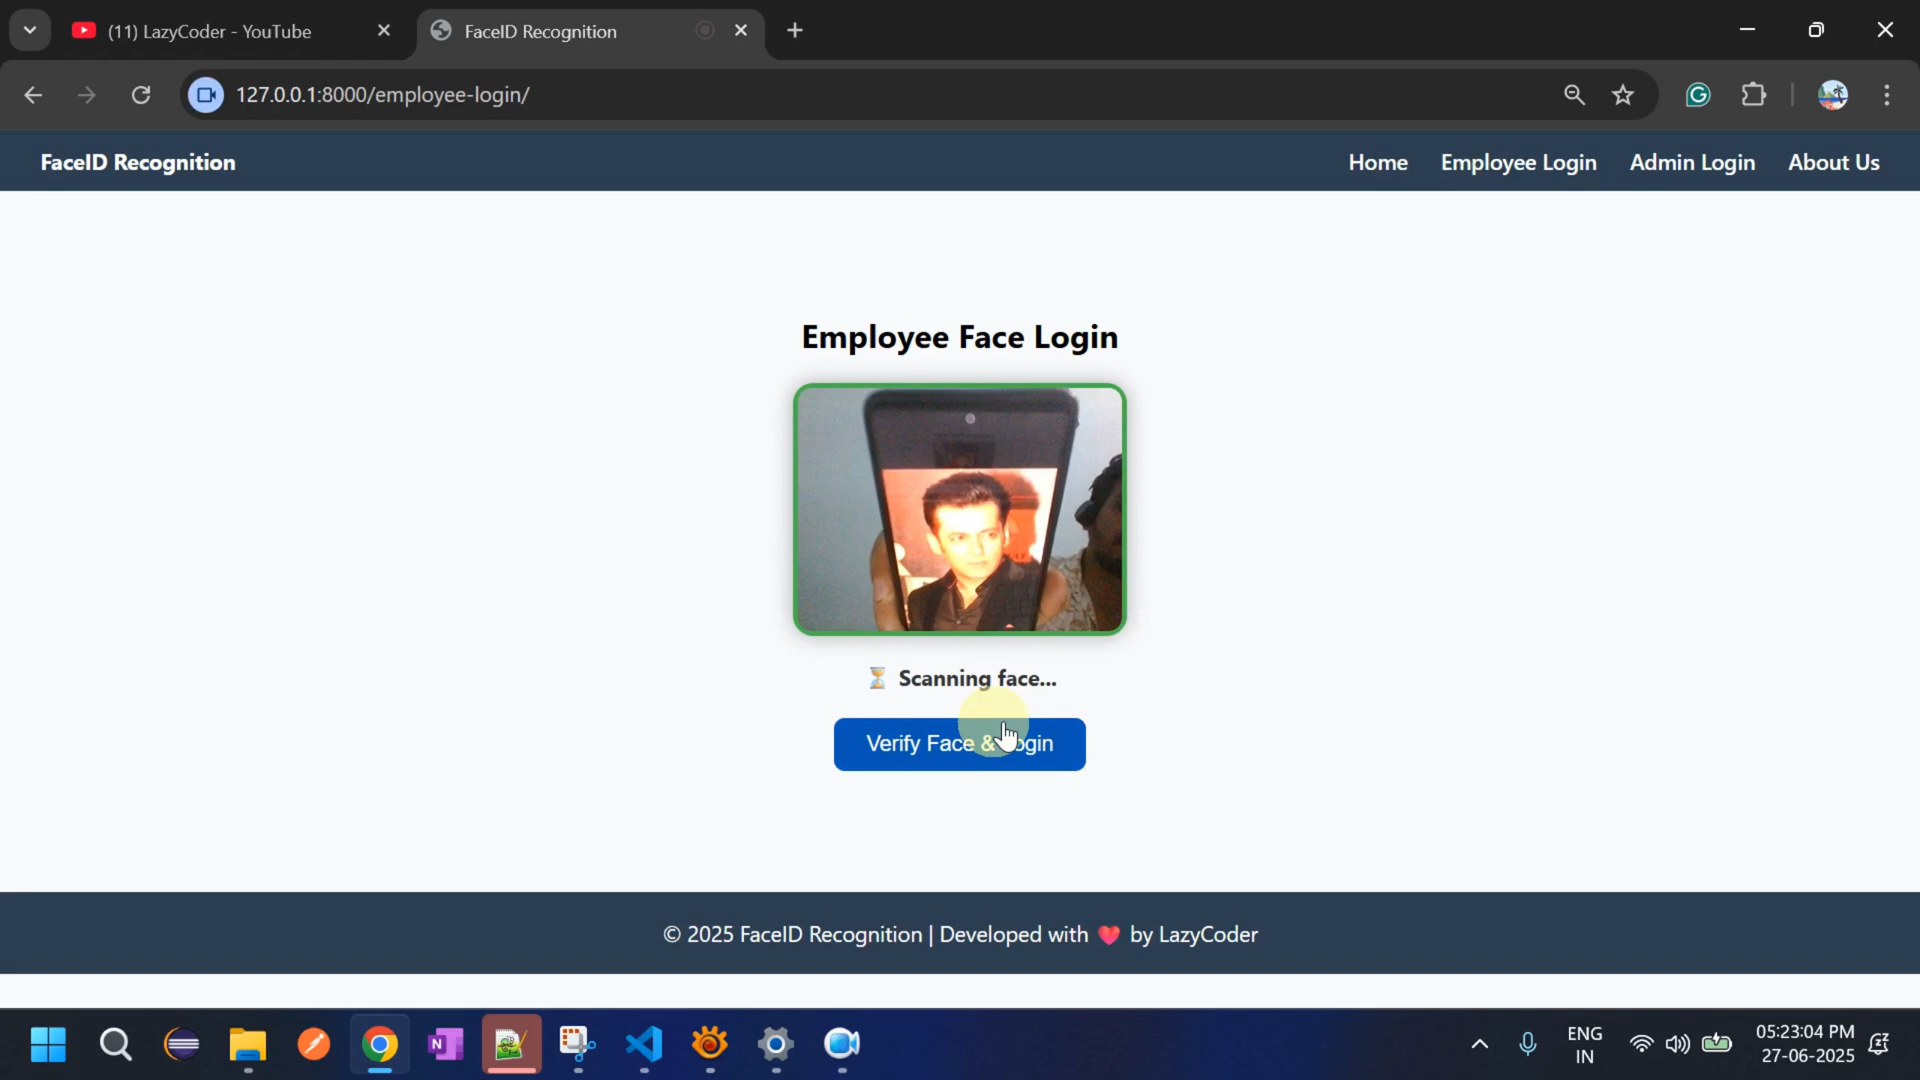 (11) LazyCoder - YouTube
FaceID Recognition
127.0.0.1:8000/employee-login/
FaceID Recognition
Home Employee Login Admin Login About Us
Employee Face Login
⏳ Scanning face...
Verify Face & Login
© 2025 FaceID Recognition | Developed with ❤️ by LazyCoder
ENG
IN
05:23:04 PM
27-06-2025